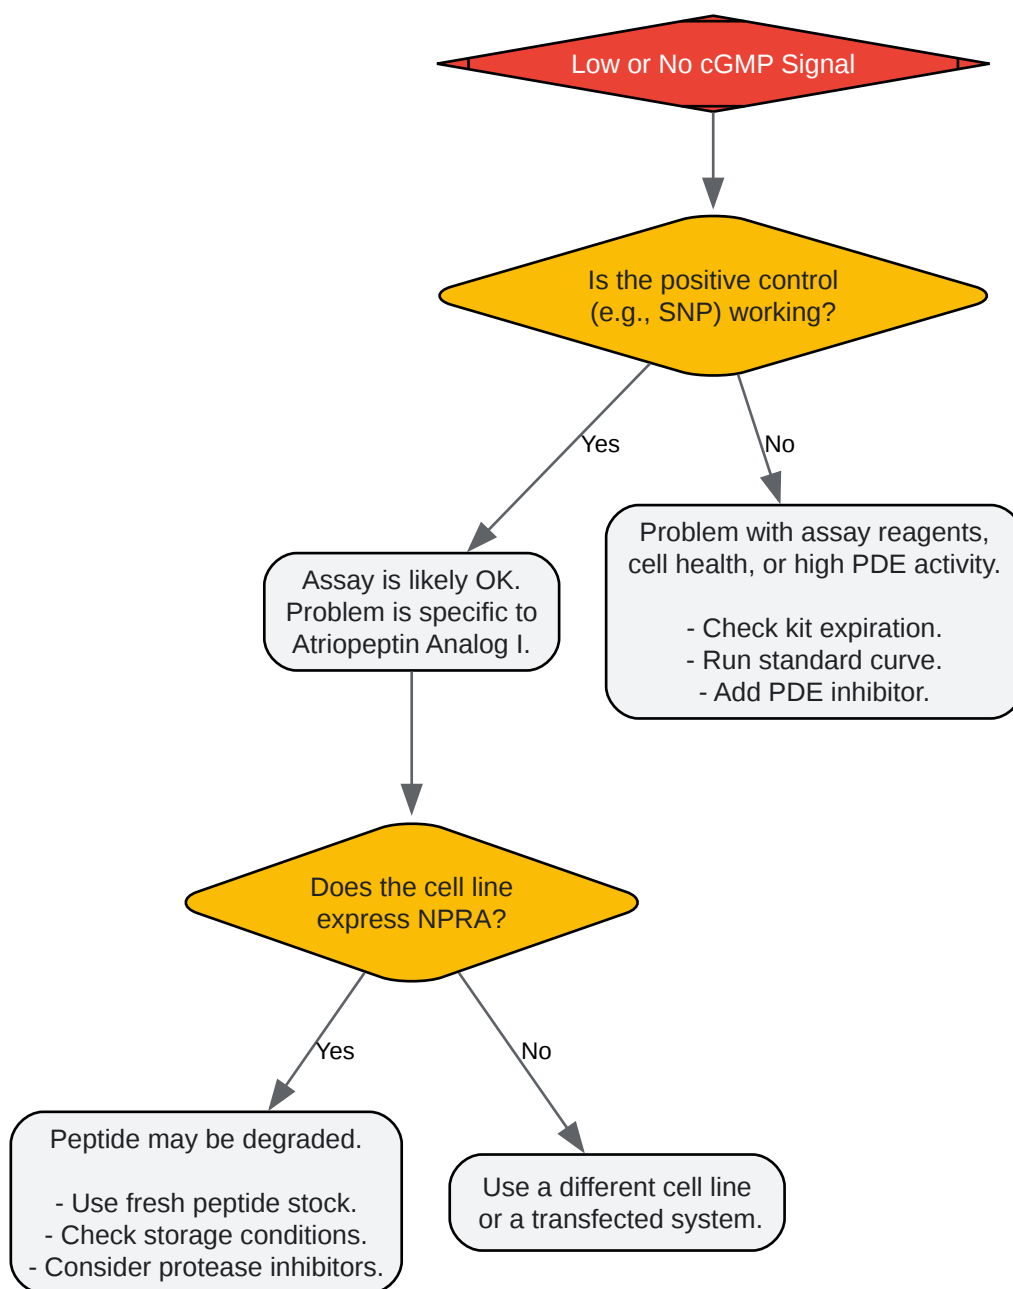 Low or No cGMP Signal
Is the positive control
(e.g., SNP) working?
Yes
No
Assay is likely OK.
Problem is specific to
Atriopeptin Analog I.
Problem with assay reagents,
cell health, or high PDE activity.
- Check kit expiration.
- Run standard curve.
- Add PDE inhibitor.
Does the cell line
express NPRA?
Yes
No
Peptide may be degraded.
- Use fresh peptide stock.
- Check storage conditions.
- Consider protease inhibitors.
Use a different cell line
or a transfected system.